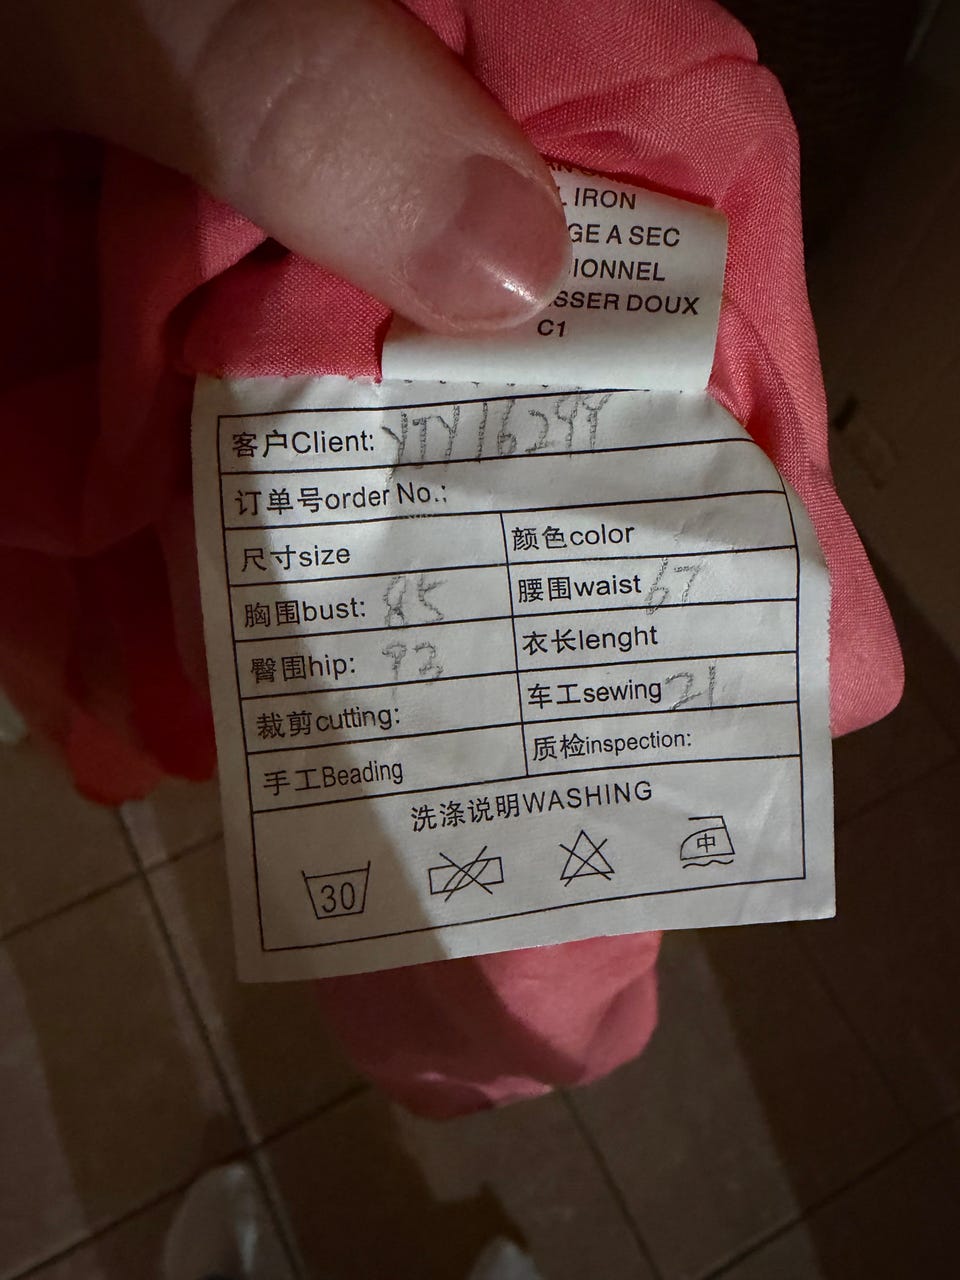 L IRON
GE A SEC
SIONNEL
SSER DOUX
C1
客户Client: YTY16299
订单号order No.:
尺寸size 颜色color
胸围bust: 85 腰围waist 67
臀围hip: 93 衣长lenght
裁剪cutting: 车工sewing 21
手工Beading 质检inspection:
洗涤说明WASHING
30 中